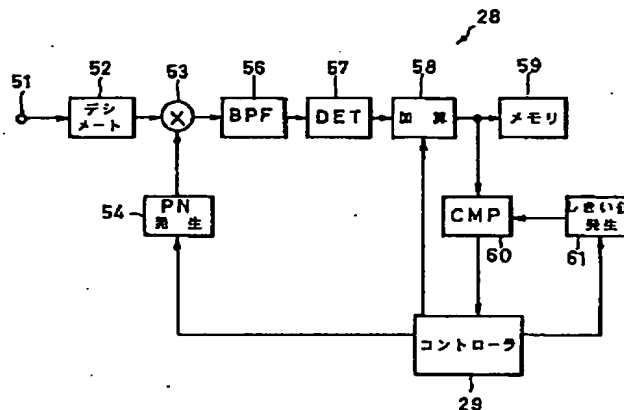 28
51
52
53
56
57
58
59
デシ
メート
×
BPF
DET
加算
メモリ
54
PN
発生
CMP
60
しきい値
発生
61
コントローラ
29